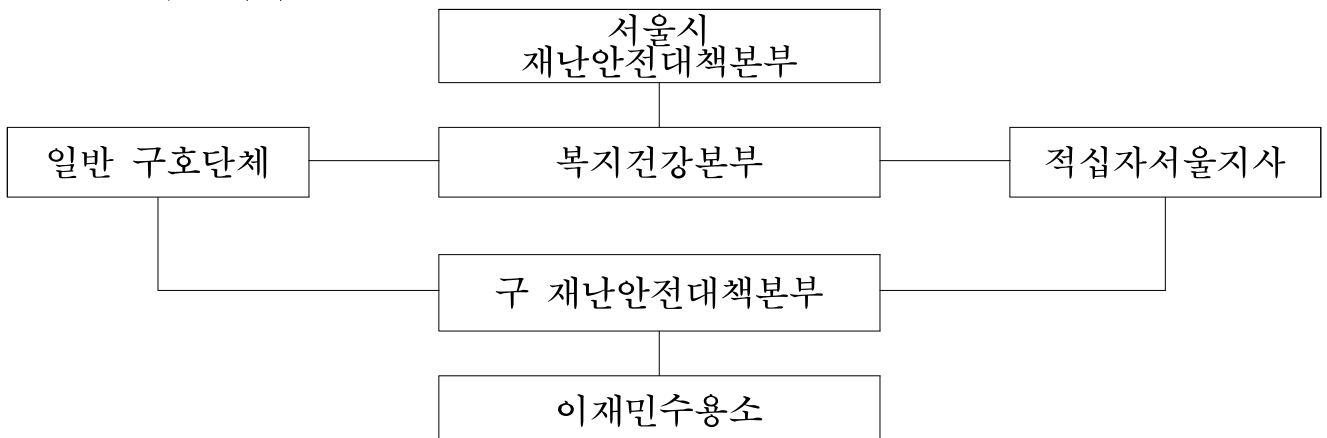 서울시
재난안전대책본부
일반 구호단체
복지건강본부
적십자서울지사
구 재난안전대책본부
이재민수용소